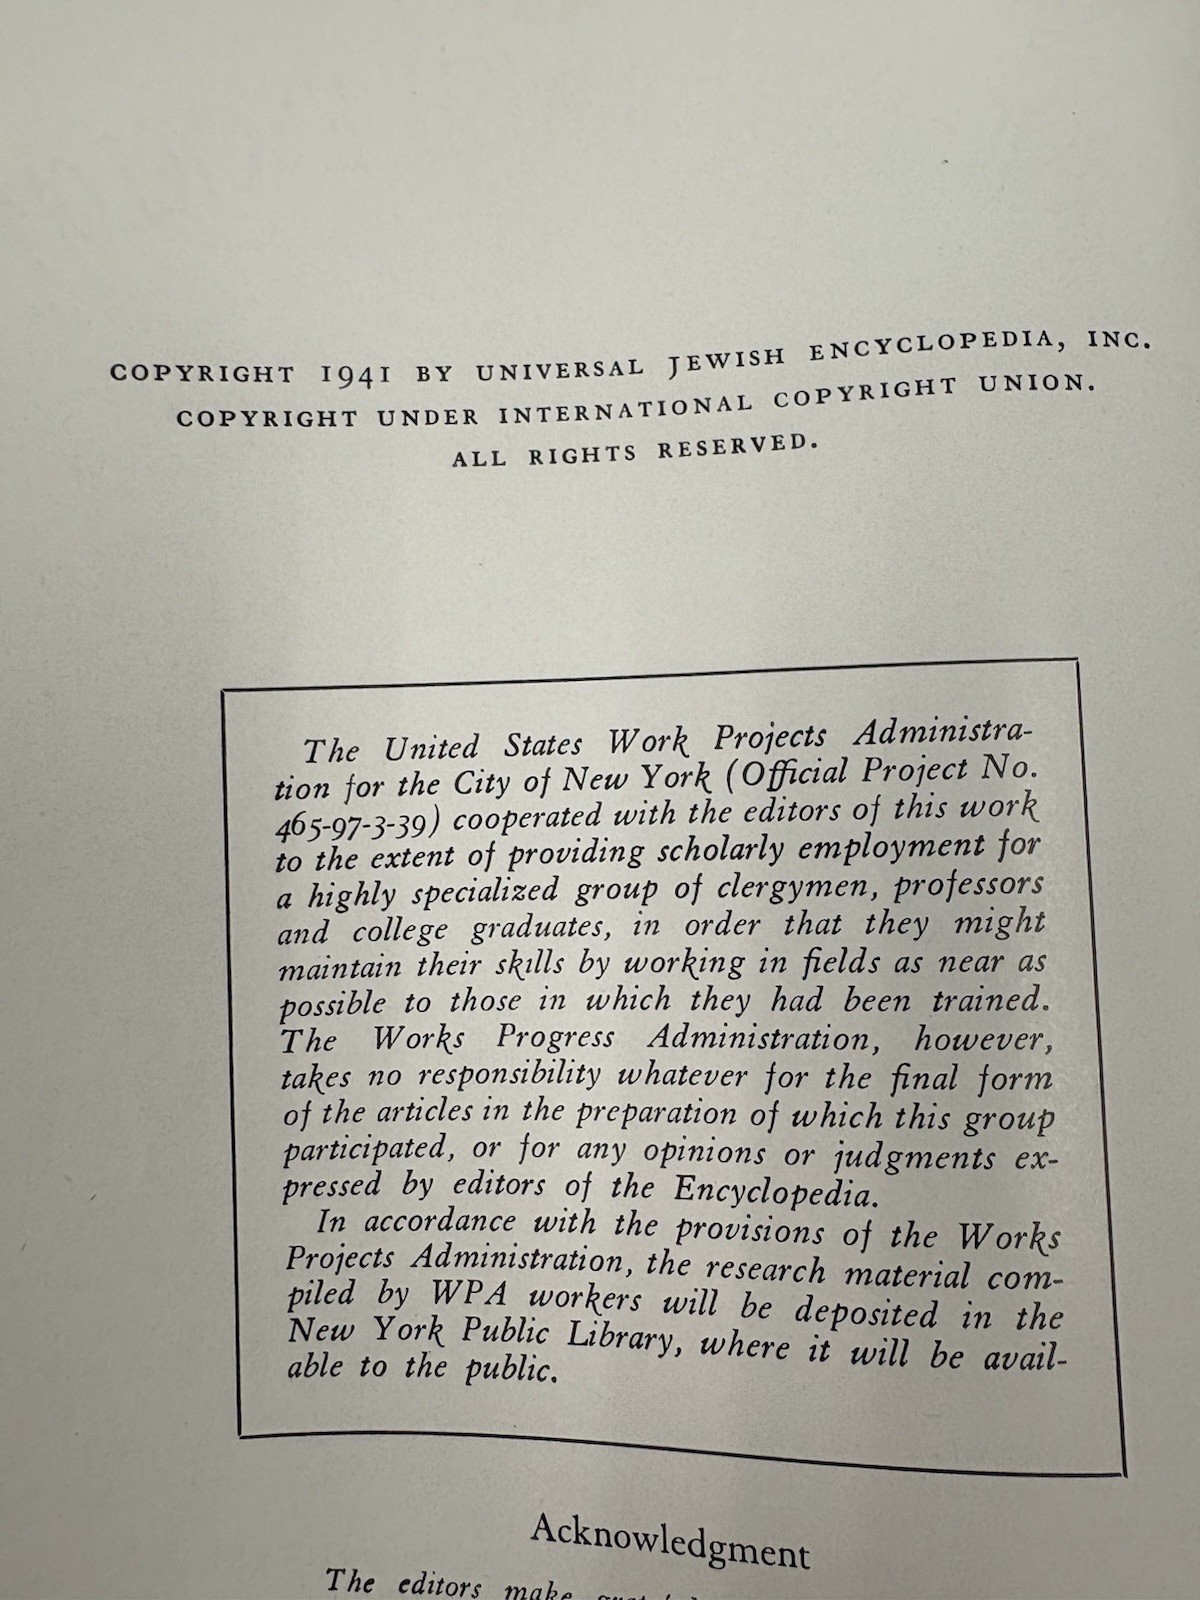 COPYRIGHT 1941 BY UNIVERSAL JEWISH ENCYCLOPEDIA, INC.
COPYRIGHT UNDER INTERNATIONAL COPYRIGHT UNION.
ALL RIGHTS RESERVED.
The United States Work Projects Administra-
tion for the City of New York (Official Project No.
465-97-3-39) cooperated with the editors of this work
to the extent of providing scholarly employment for
a highly specialized group of clergymen, professors
and college graduates, in order that they might
maintain their skills by working in fields as near as
possible to those in which they had been trained.
The Works Progress Administration, however,
takes no responsibility whatever for the final form
of the articles in the preparation of which this group
participated, or for any opinions or judgments ex-
pressed by editors of the Encyclopedia.
In accordance with the provisions of the Works
Projects Administration, the research material com-
piled by WPA workers will be deposited in the
New York Public Library, where it will be avail-
able to the public.
Acknowledgment
The editors make